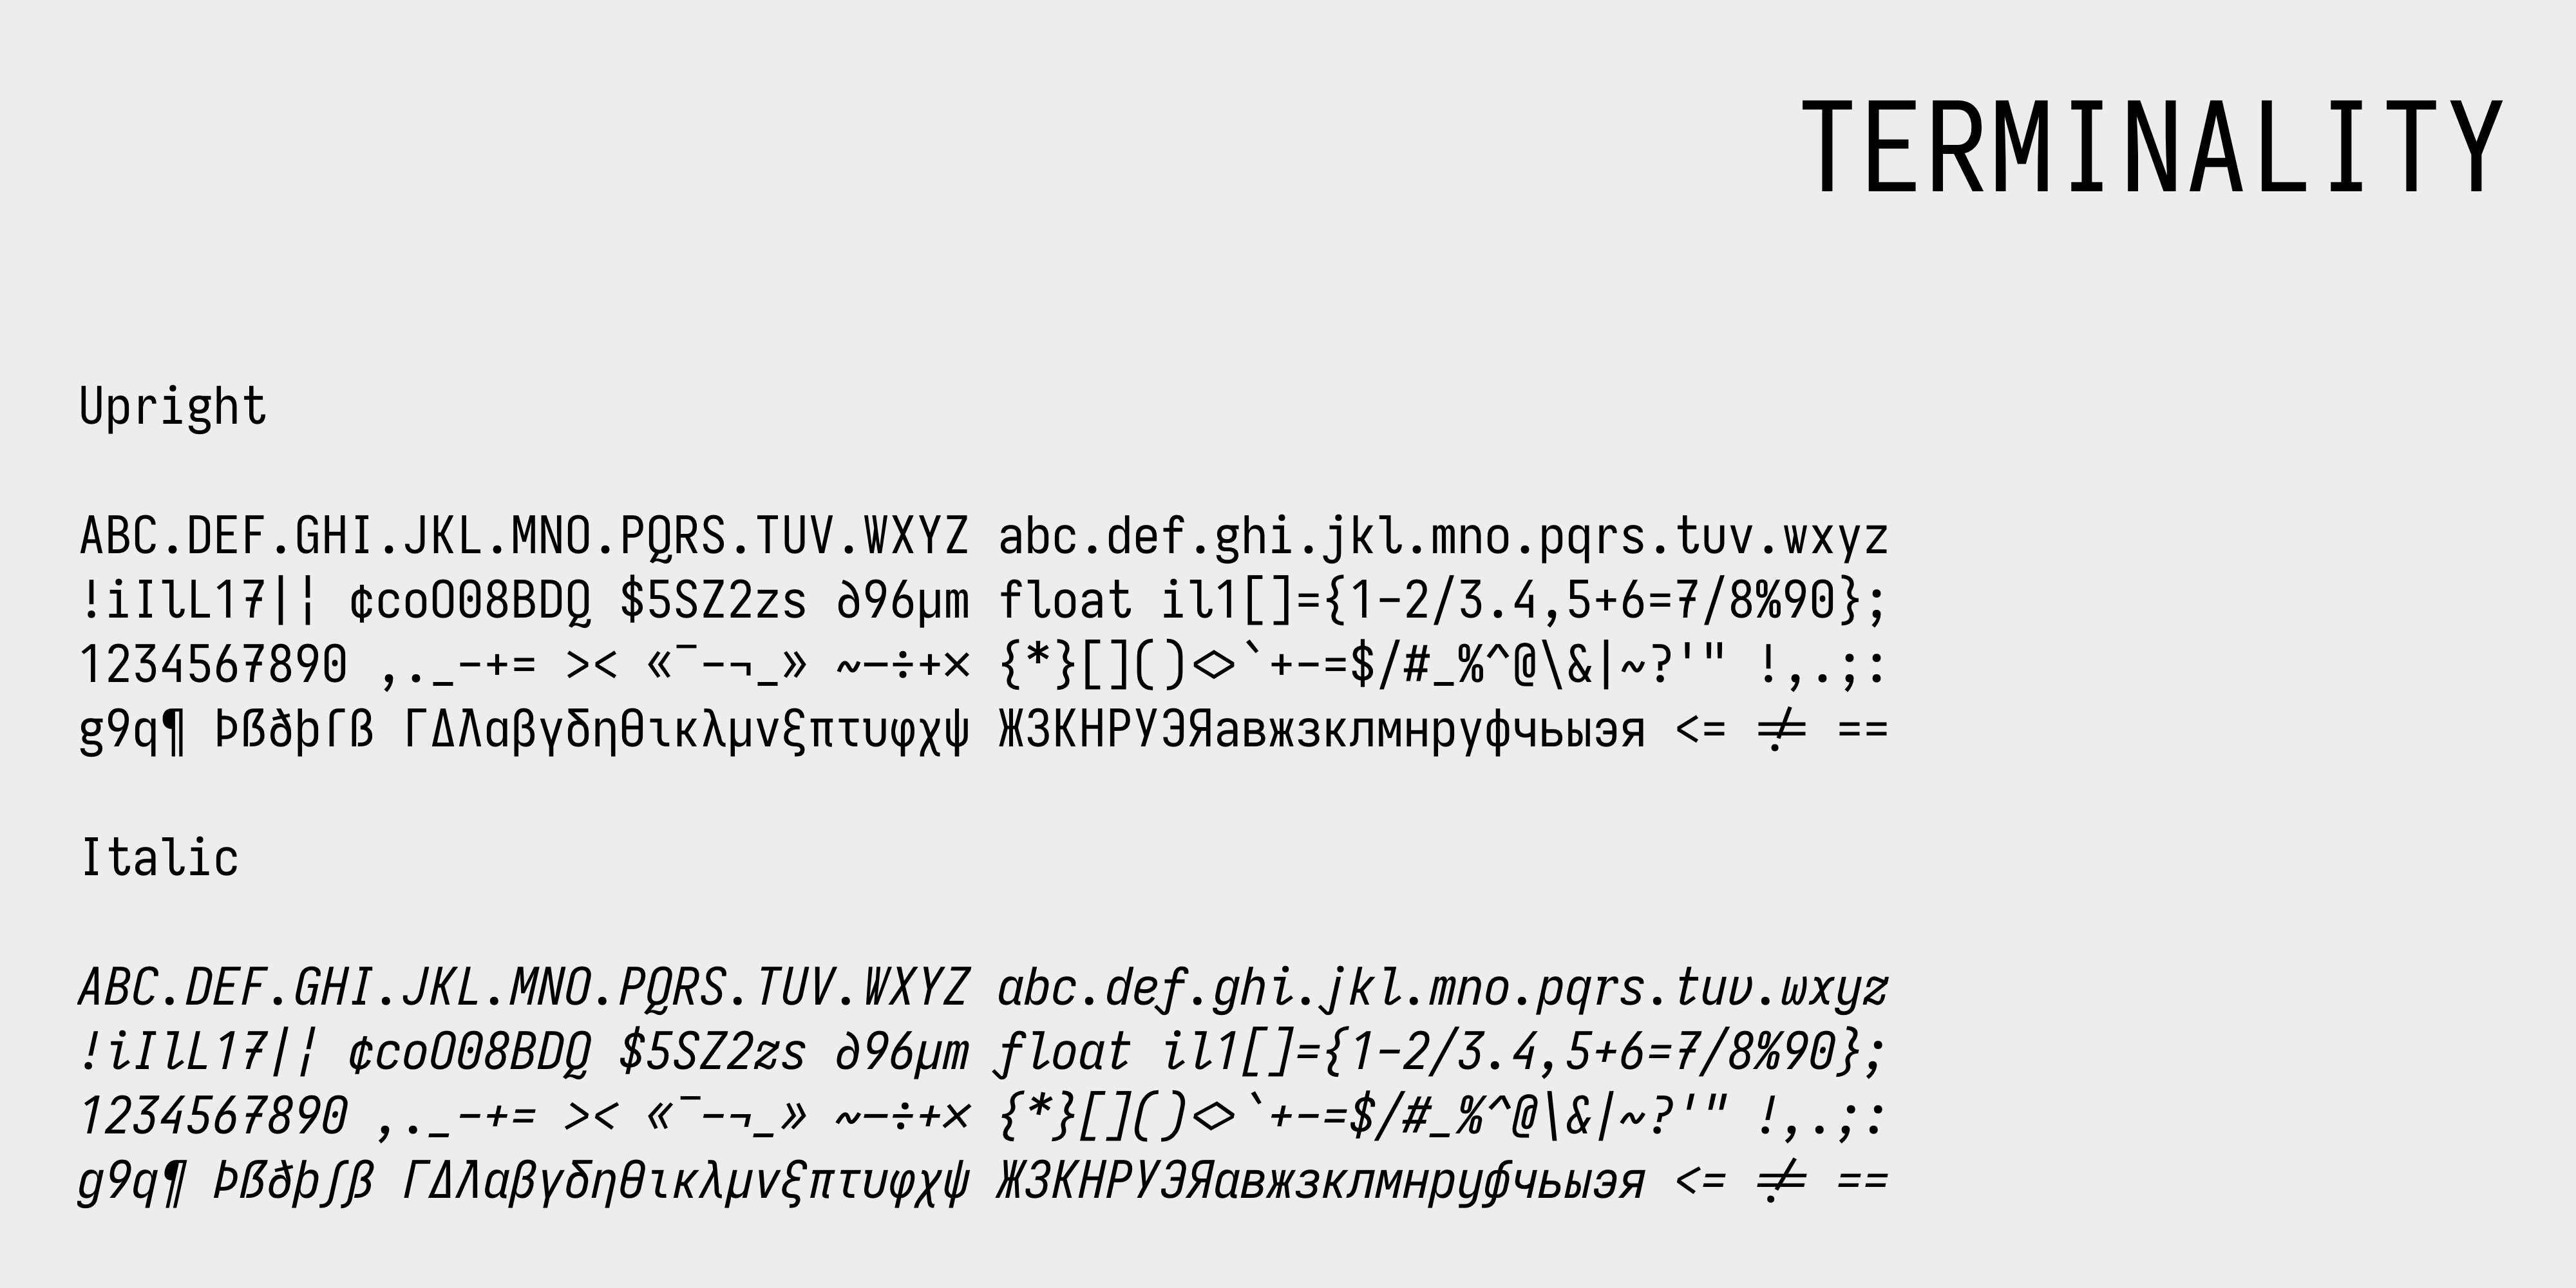 TERMINALITY
Upright
ABC.DEF.GHI.JKL.MNO.PQRS.TUV.WXYZ abc.def.ghi.jkl.mno.pqrs.tuv.wxyz
!iIlL17|¦ ¢coO08BDQ $5SZ2zs ∂96µm float il1[]={1-2/3.4,5+6=7/8%90};
1234567890 ,._-+= >< «¯-¬_» ~–÷+× {*}[]()<>`+-=$/#_%^@\&|~?'" !,.;:
g9q¶ Þẞðþſß ΓΔΛαβγδηθικλμνξπτυφχψ ЖЗКНРУЭЯавжзклмнруфчьыэя <= != ==
Italic
ABC.DEF.GHI.JKL.MNO.PQRS.TUV.WXYZ abc.def.ghi.jkl.mno.pqrs.tuv.wxyz
!iIlL17|¦ ¢coO08BDQ $5SZ2zs ∂96µm float il1[]={1-2/3.4,5+6=7/8%90};
1234567890 ,._-+= >< «¯-¬_» ~–÷+× {*}[]()<>`+-=$/#_%^@\&|~?'" !,.;:
g9q¶ Þẞðþſß ΓΔΛαβγδηθικλμνξπτυφχψ ЖЗКНРУЭЯавжзклмнруфчьыэя <= != ==